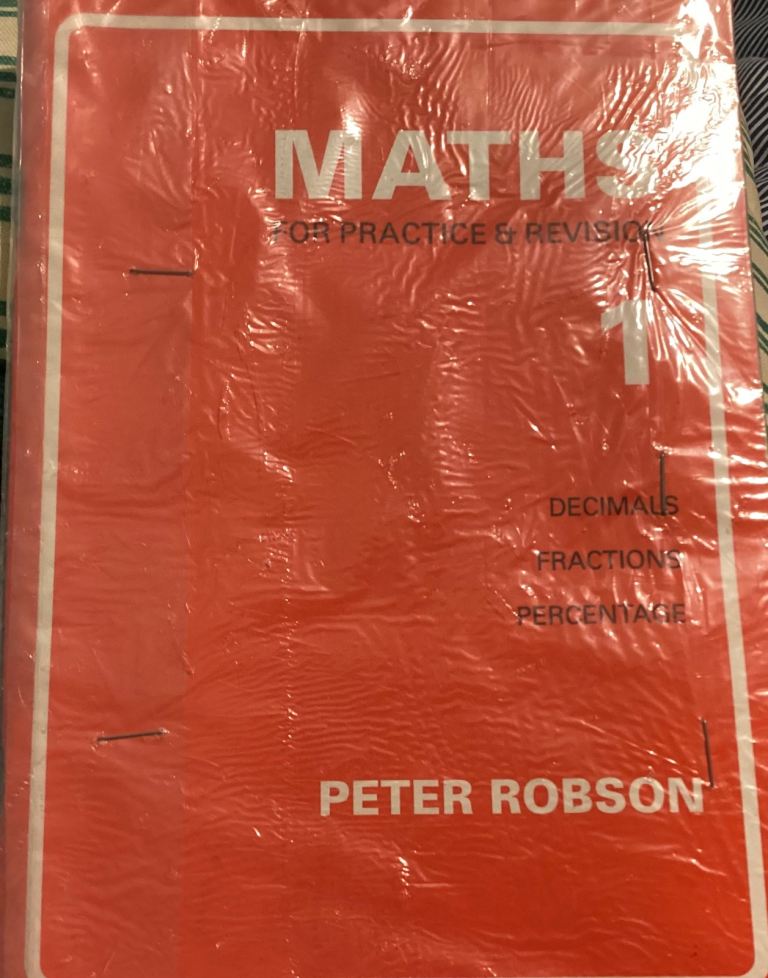 MATHS
FOR PRACTICE & REVISION
1
DECIMALS
FRACTIONS
PERCENTAGE
PETER ROBSON